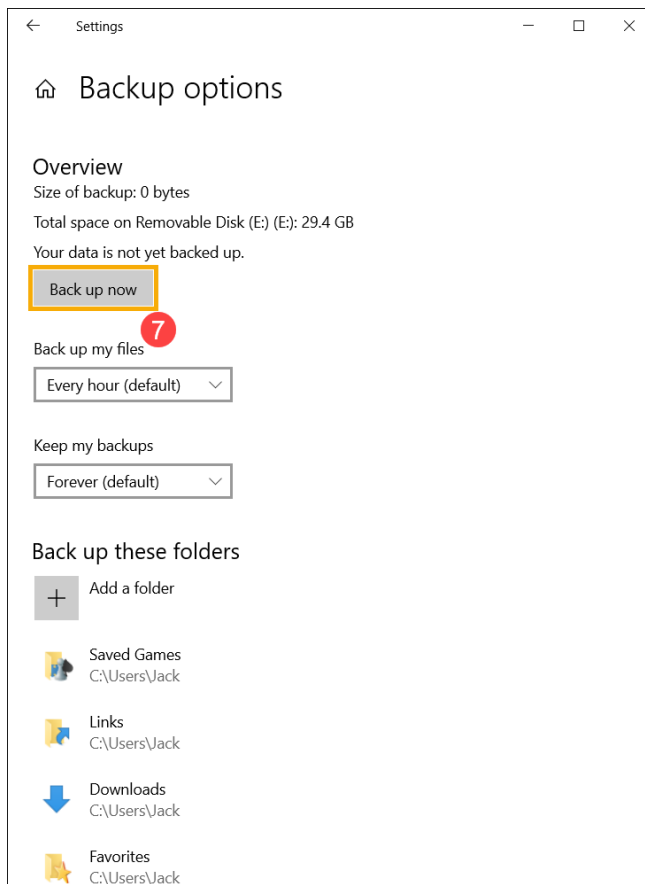 Settings
Backup options
Overview
Size of backup: 0 bytes
Total space on Removable Disk (E:) (E:): 29.4 GB
Your data is not yet backed up.
Back up now
7
Back up my files
Every hour (default)
Keep my backups
Forever (default)
Back up these folders
Add a folder
Saved Games
C:\Users\Jack
Links
C:\Users\Jack
Downloads
C:\Users\Jack
Favorites
C:\Users\Jack